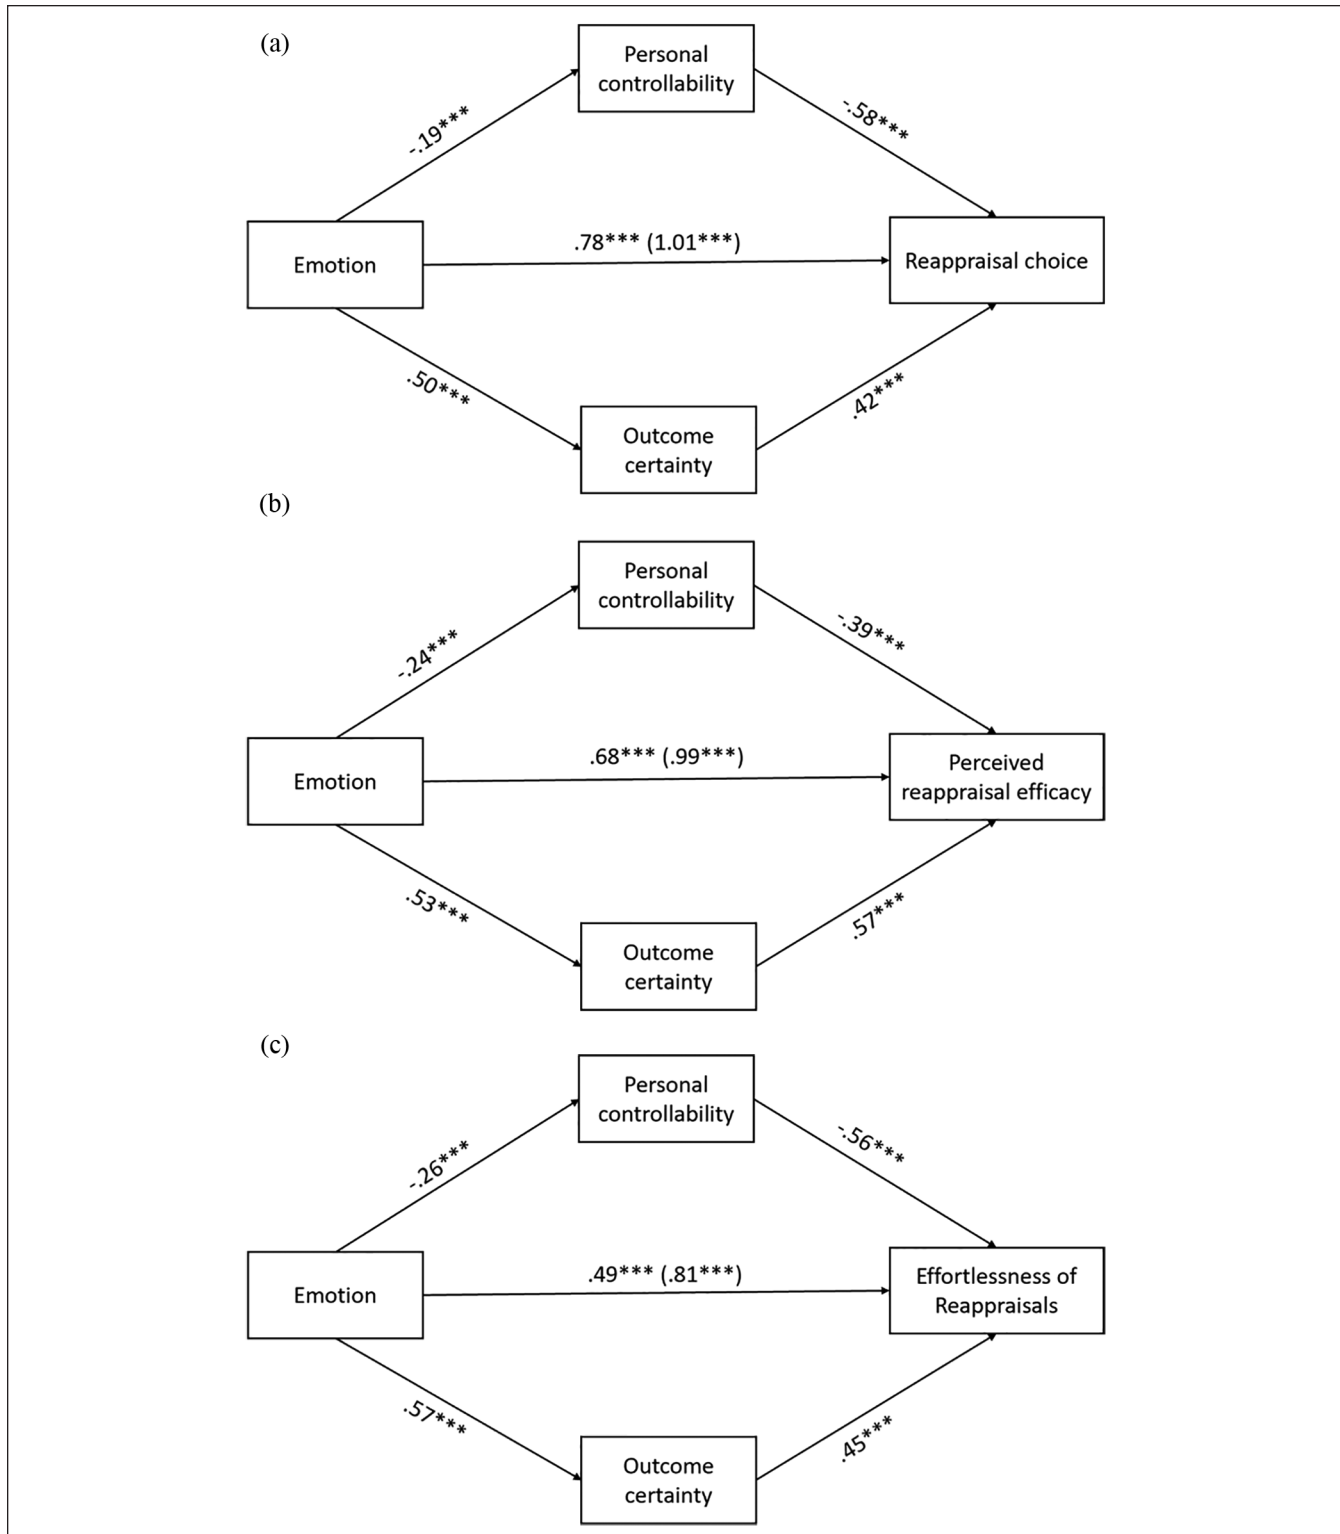 (a)
Personal
controllability
-.19***
-.58***
.78*** (1.01***)
Emotion
Reappraisal choice
.50***
.42***
Outcome
certainty
(b)
Personal
controllability
-.24***
-.39***
.68*** (.99***)
Emotion
Perceived
reappraisal efficacy
.53***
.57***
Outcome
certainty
(c)
Personal
controllability
-.26***
-.56***
.49*** (.81***)
Emotion
Effortlessness of
Reappraisals
.57***
.45***
Outcome
certainty